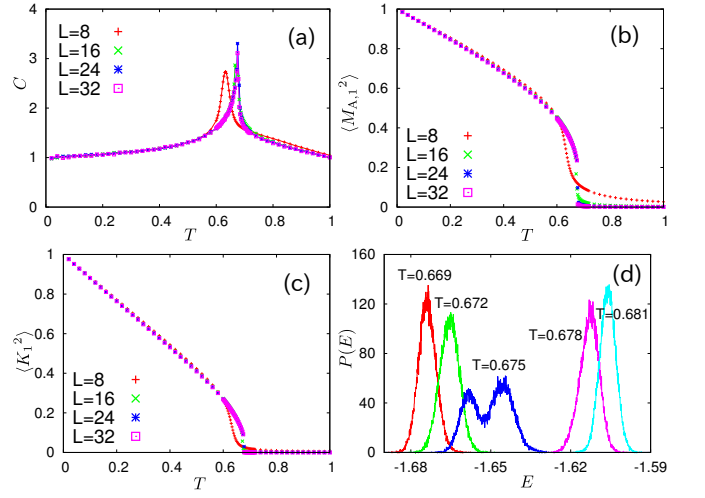 (a)
L=8
L=16
L=24
L=32
C
4
3
2
1
0
0 0.2 0.4 0.6 0.8 1
T
(b)
⟨M_{A,1}^2⟩
1
0.8
0.6
0.4
0.2
0
L=8
L=16
L=24
L=32
0 0.2 0.4 0.6 0.8 1
T
(c)
⟨K_1^2⟩
1
0.8
0.6
0.4
0.2
0
L=8
L=16
L=24
L=32
0 0.2 0.4 0.6 0.8 1
T
(d)
P(E)
160
120
80
40
0
T=0.669
T=0.672
T=0.675
T=0.678
T=0.681
-1.68 -1.65 -1.62 -1.59
E